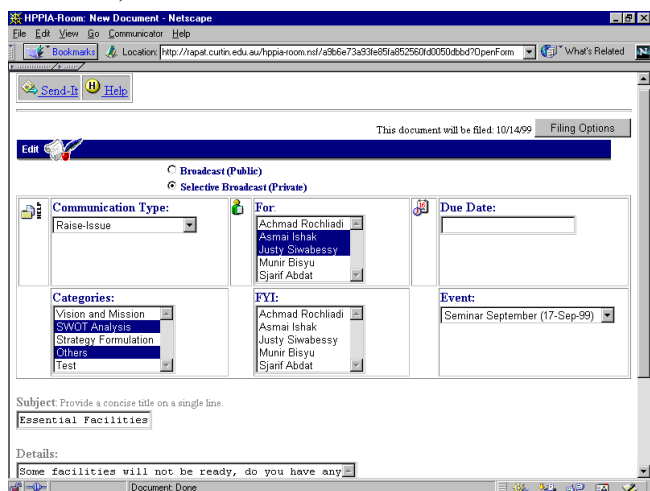 HPPIA-Room: New Document - Netscape
File Edit View Go Communicator Help
Bookmarks Location: http://rapat.curtin.edu.au/hppia-room.nsf/a3b6e73a93fe85fa852560fd0050dbbd?OpenForm What's Related
Send-It Help
This document will be filed: 10/14/99 Filing Options
Edit
Broadcast (Public)
Selective Broadcast (Private)
HELP Communication Type: For: 16 Due Date:
Raise-Issue Achmad Rochliadi
Asmai Ishak
Justy Siwabessy
Munir Bisyu
Sjarif Abdat
Categories: FYI: Event:
Vision and Mission Achmad Rochliadi Seminar September (17-Sep-99)
SWOT Analysis Asmai Ishak
Strategy Formulation Justy Siwabessy
Others Munir Bisyu
Test Sjarif Abdat
Subject: Provide a concise title on a single line.
Essential Facilities
Details:
Some facilities will not be ready, do you have any
Document: Done